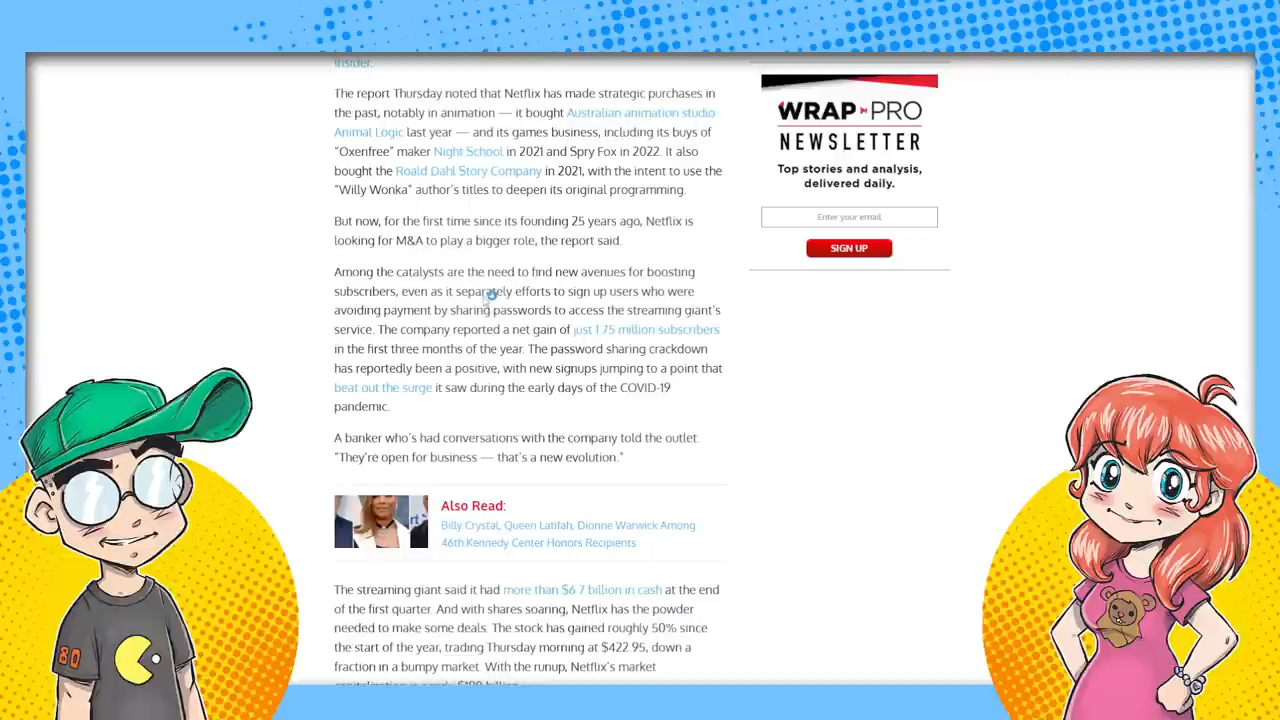 Insider.
The report Thursday noted that Netflix has made strategic purchases in
the past, notably in animation — it bought Australian animation studio
Animal Logic last year — and its games business, including its buys of
"Oxenfree" maker Night School in 2021 and Spry Fox in 2022. It also
bought the Roald Dahl Story Company in 2021, with the intent to use the
"Willy Wonka" author's titles to deepen its original programming.
But now, for the first time since its founding 25 years ago, Netflix is
looking for M&A to play a bigger role, the report said.
Among the catalysts are the need to find new avenues for boosting
subscribers, even as it separately efforts to sign up users who were
avoiding payment by sharing passwords to access the streaming giant's
service. The company reported a net gain of just 1.75 million subscribers
in the first three months of the year. The password sharing crackdown
has reportedly been a positive, with new signups jumping to a point that
beat out the surge it saw during the early days of the COVID-19
pandemic.
A banker who's had conversations with the company told the outlet.
"They're open for business — that's a new evolution."
Also Read:
Billy Crystal, Queen Latifah, Dionne Warwick Among
46th Kennedy Center Honors Recipients
The streaming giant said it had more than $6.7 billion in cash at the end
of the first quarter. And with shares soaring, Netflix has the powder
needed to make some deals. The stock has gained roughly 50% since
the start of the year, trading Thursday morning at $422.95, down a
fraction in a bumpy market. With the runup, Netflix's market
WRAP PRO
NEWSLETTER
Top stories and analysis,
delivered daily.
Enter your email
SIGN UP
80